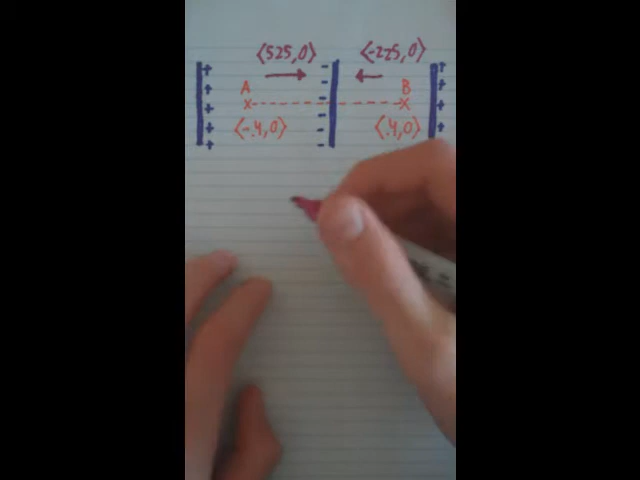 ⟨525,0⟩ ⟨-225,0⟩
A B
x x
⟨-.4,0⟩ ⟨.4,0⟩